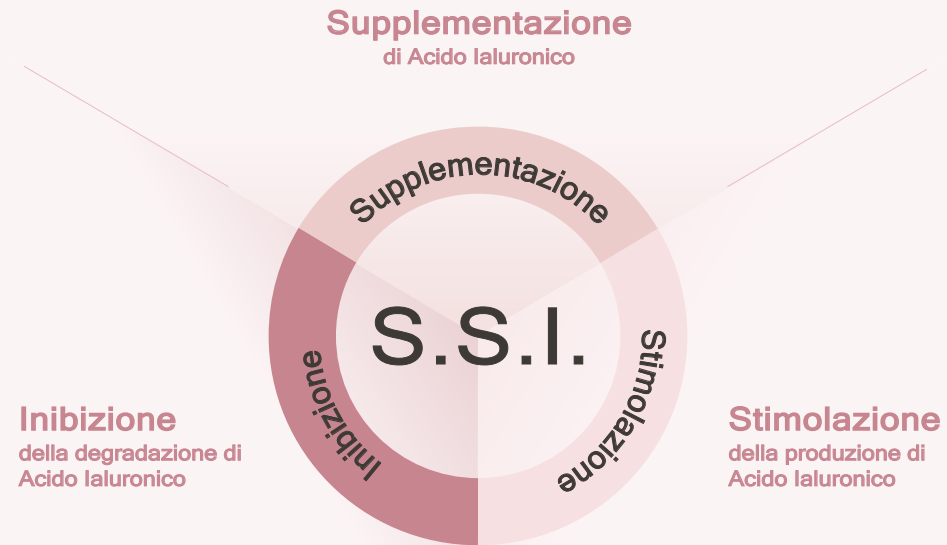 Supplementazione
di Acido Ialuronico
Supplementazione
S.S.I.
Inibizione
Stimolazione
Inibizione
della degradazione di
Acido Ialuronico
Stimolazione
della produzione di
Acido Ialuronico